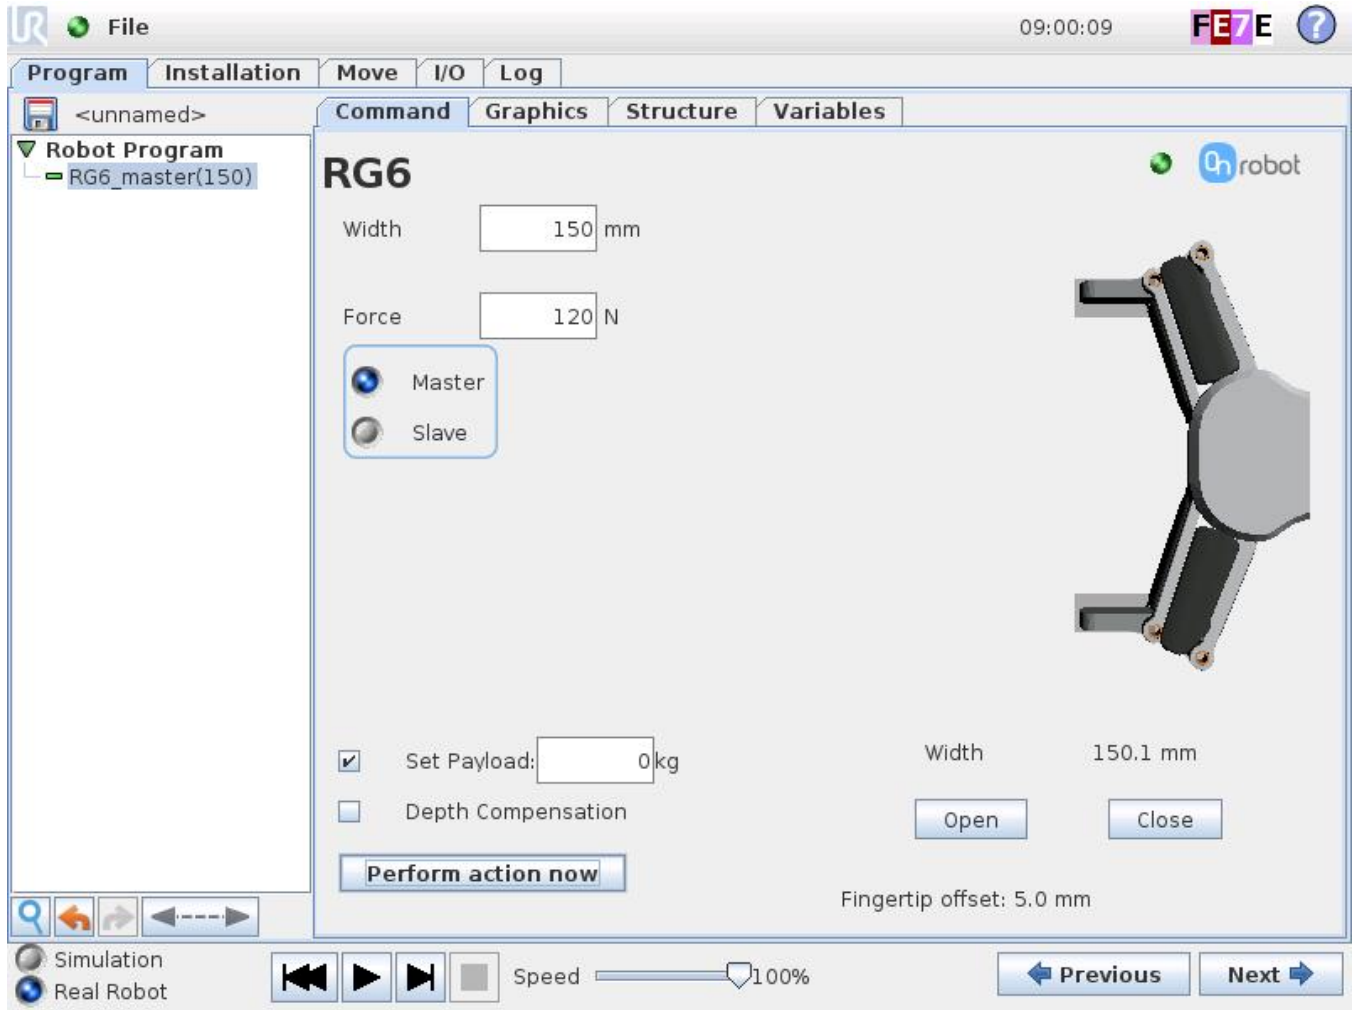 UR File 09:00:09 FE7E ?
Program Installation Move I/O Log
<unnamed> Command Graphics Structure Variables
Robot Program
RG6_master(150)
RG6
On robot
Width 150 mm
Force 120 N
Master
Slave
Set Payload: 0 kg
Width 150.1 mm
Depth Compensation
Open Close
Perform action now
Fingertip offset: 5.0 mm
Simulation
Real Robot
Speed 100%
Previous Next